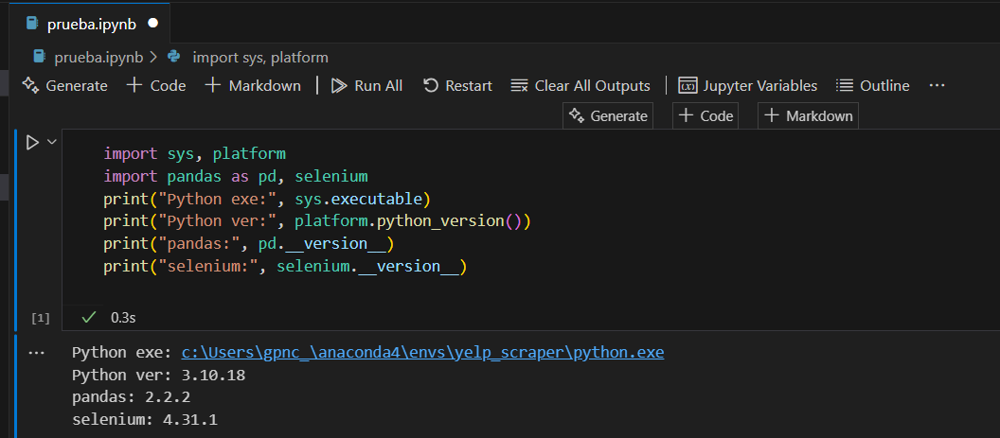 prueba.ipynb
prueba.ipynb > import sys, platform
Generate + Code + Markdown | Run All Restart Clear All Outputs | Jupyter Variables Outline ...
Generate + Code + Markdown
import sys, platform
import pandas as pd, selenium
print("Python exe:", sys.executable)
print("Python ver:", platform.python_version())
print("pandas:", pd.__version__)
print("selenium:", selenium.__version__)
[1] 0.3s
... Python exe: c:\Users\gpnc_\anaconda4\envs\yelp_scraper\python.exe
Python ver: 3.10.18
pandas: 2.2.2
selenium: 4.31.1